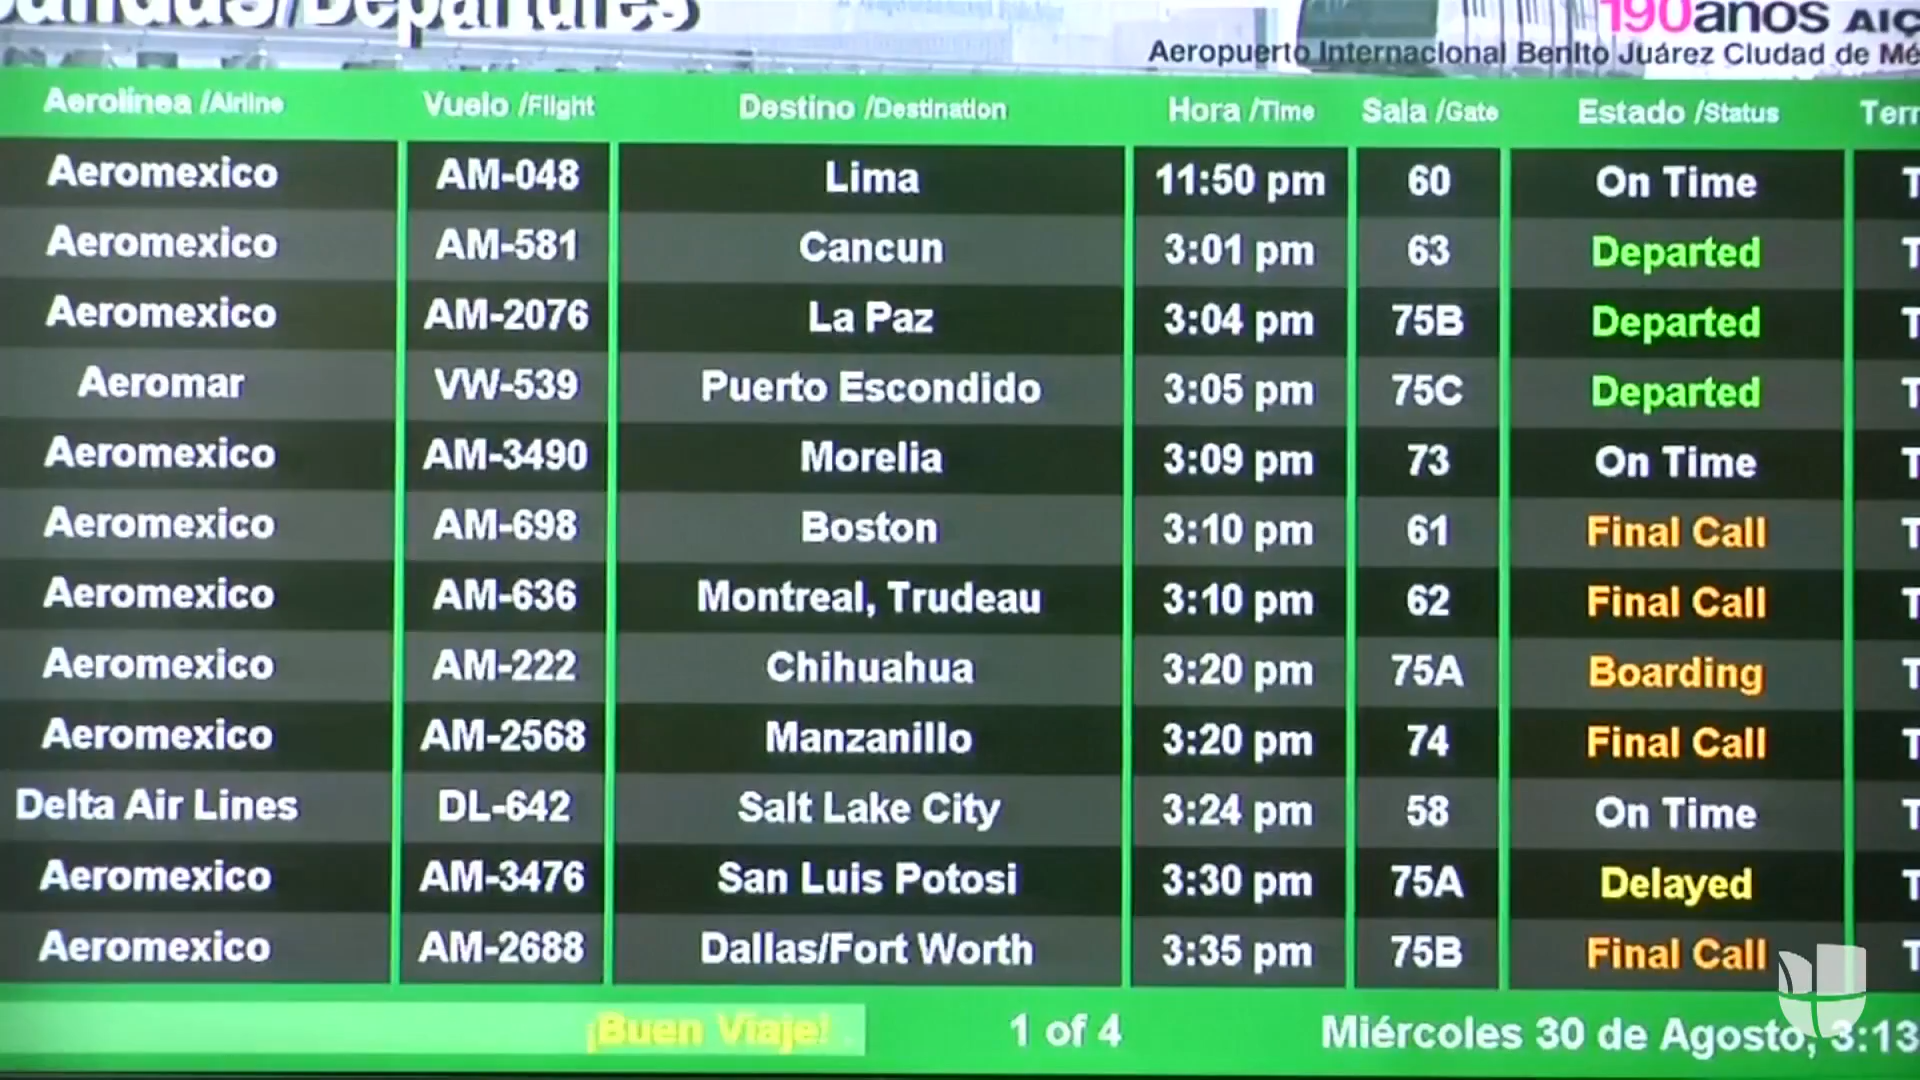 /Departures
190años AIC
Aeropuerto Internacional Benito Juárez Ciudad de Mé
Aerolínea /Airline Vuelo /Flight Destino /Destination Hora /Time Sala /Gate Estado /Status Term
Aeromexico AM-048 Lima 11:50 pm 60 On Time T
Aeromexico AM-581 Cancun 3:01 pm 63 Departed T
Aeromexico AM-2076 La Paz 3:04 pm 75B Departed T
Aeromar VW-539 Puerto Escondido 3:05 pm 75C Departed T
Aeromexico AM-3490 Morelia 3:09 pm 73 On Time T
Aeromexico AM-698 Boston 3:10 pm 61 Final Call T
Aeromexico AM-636 Montreal, Trudeau 3:10 pm 62 Final Call T
Aeromexico AM-222 Chihuahua 3:20 pm 75A Boarding T
Aeromexico AM-2568 Manzanillo 3:20 pm 74 Final Call T
Delta Air Lines DL-642 Salt Lake City 3:24 pm 58 On Time T
Aeromexico AM-3476 San Luis Potosi 3:30 pm 75A Delayed T
Aeromexico AM-2688 Dallas/Fort Worth 3:35 pm 75B Final Call T
¡Buen Viaje! 1 of 4 Miércoles 30 de Agosto, 3:13